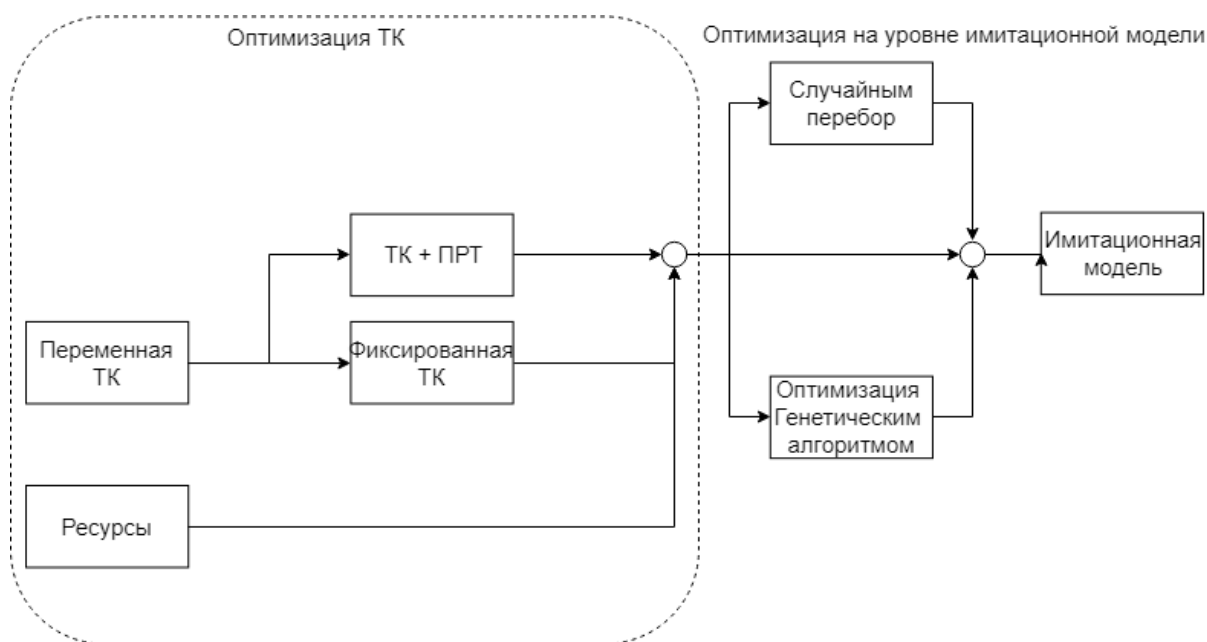 Оптимизация ТК
Оптимизация на уровне имитационной модели
Случайным
перебор
ТК + ПРТ
Имитационная
модель
Переменная
ТК
Фиксированная
ТК
Оптимизация
Генетическим
алгоритмом
Ресурсы